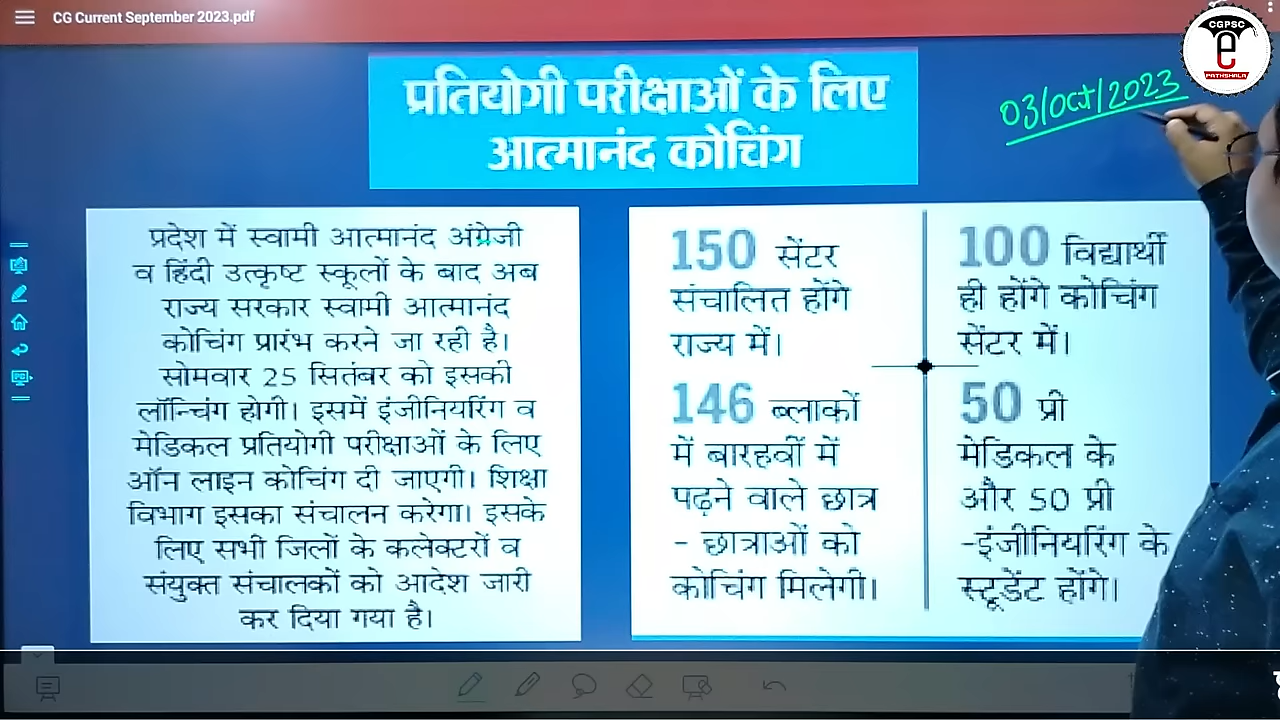 CG Current September 2023.pdf
CGPSC
e
PATHSHALA
प्रतियोगी परीक्षाओं के लिए
आत्मानंद कोचिंग
03/Oct/2023
प्रदेश में स्वामी आत्मानंद अंग्रेजी
व हिंदी उत्कृष्ट स्कूलों के बाद अब
राज्य सरकार स्वामी आत्मानंद
कोचिंग प्रारंभ करने जा रही है।
सोमवार 25 सितंबर को इसकी
लॉन्चिंग होगी। इसमें इंजीनियरिंग व
मेडिकल प्रतियोगी परीक्षाओं के लिए
ऑन लाइन कोचिंग दी जाएगी। शिक्षा
विभाग इसका संचालन करेगा। इसके
लिए सभी जिलों के कलेक्टरों व
संयुक्त संचालकों को आदेश जारी
कर दिया गया है।
150 सेंटर
संचालित होंगे
राज्य में।
100 विद्यार्थी
ही होंगे कोचिंग
सेंटर में।
146 ब्लाकों
में बारहवीं में
पढ़ने वाले छात्र
- छात्राओं को
कोचिंग मिलेगी।
50 प्री
मेडिकल के
और 50 प्री
-इंजीनियरिंग के
स्टूडेंट होंगे।